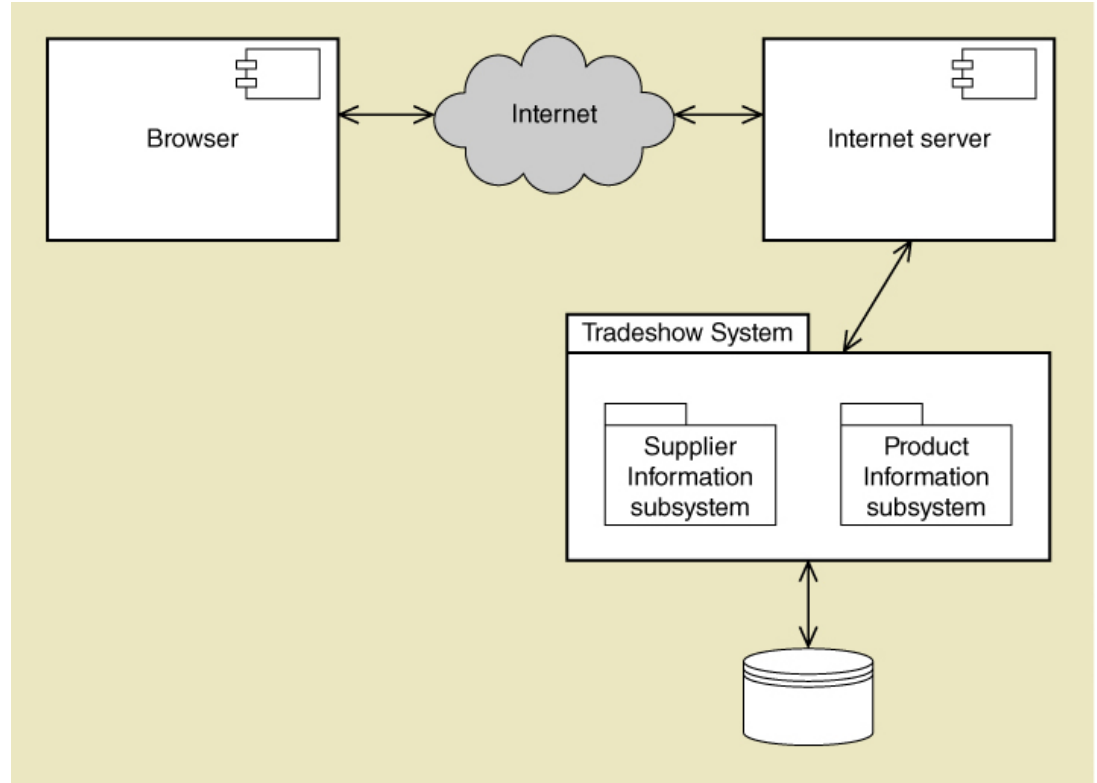 Browser
Internet
Internet server
Tradeshow System
Supplier
Information
subsystem
Product
Information
subsystem